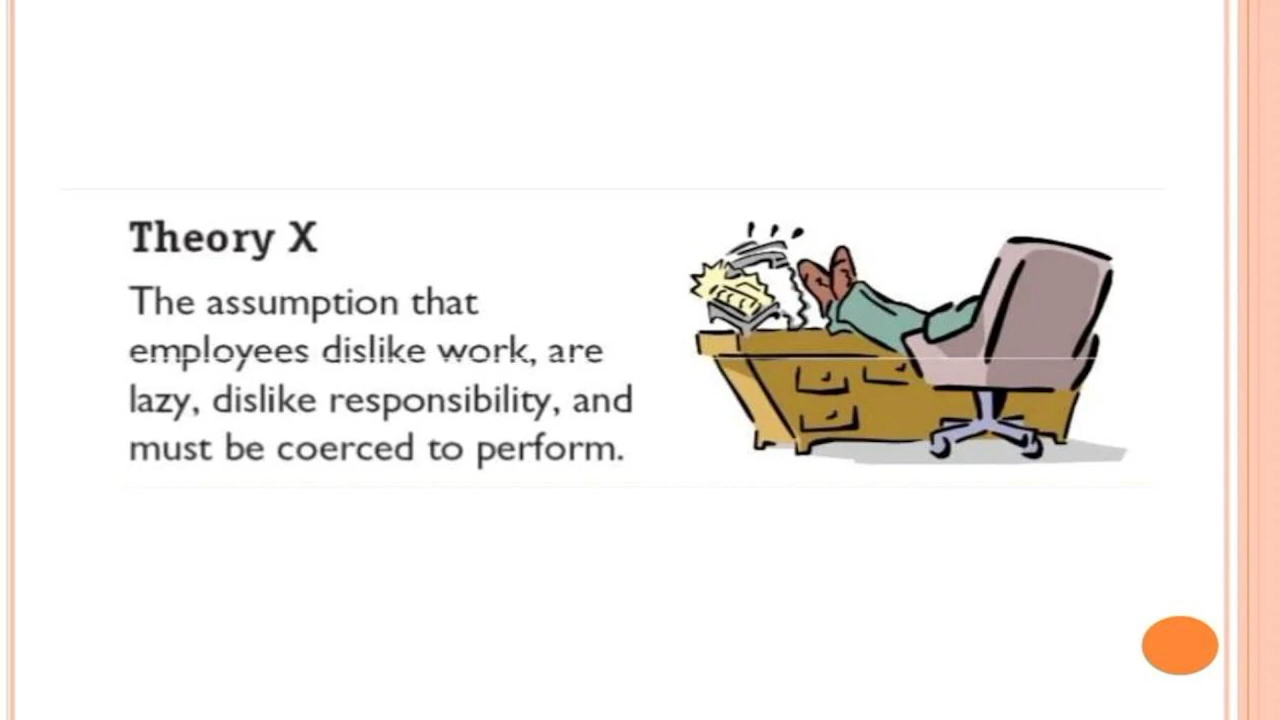 Theory X
The assumption that
employees dislike work, are
lazy, dislike responsibility, and
must be coerced to perform.